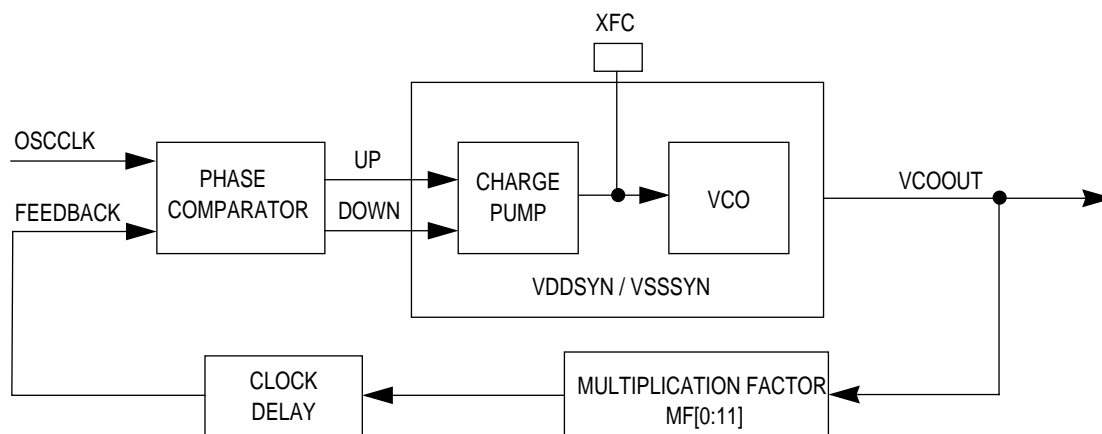 XFC
OSCCLK
FEEDBACK
PHASE
COMPARATOR
UP
DOWN
CHARGE
PUMP
VCO
VDDSYN / VSSSYN
VCOOUT
CLOCK
DELAY
MULTIPLICATION FACTOR
MF[0:11]